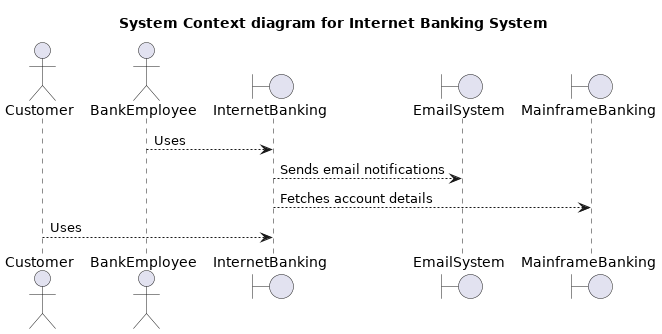 System Context diagram for Internet Banking System
Customer BankEmployee InternetBanking EmailSystem MainframeBanking
Uses
Sends email notifications
Fetches account details
Uses
Customer BankEmployee InternetBanking EmailSystem MainframeBanking